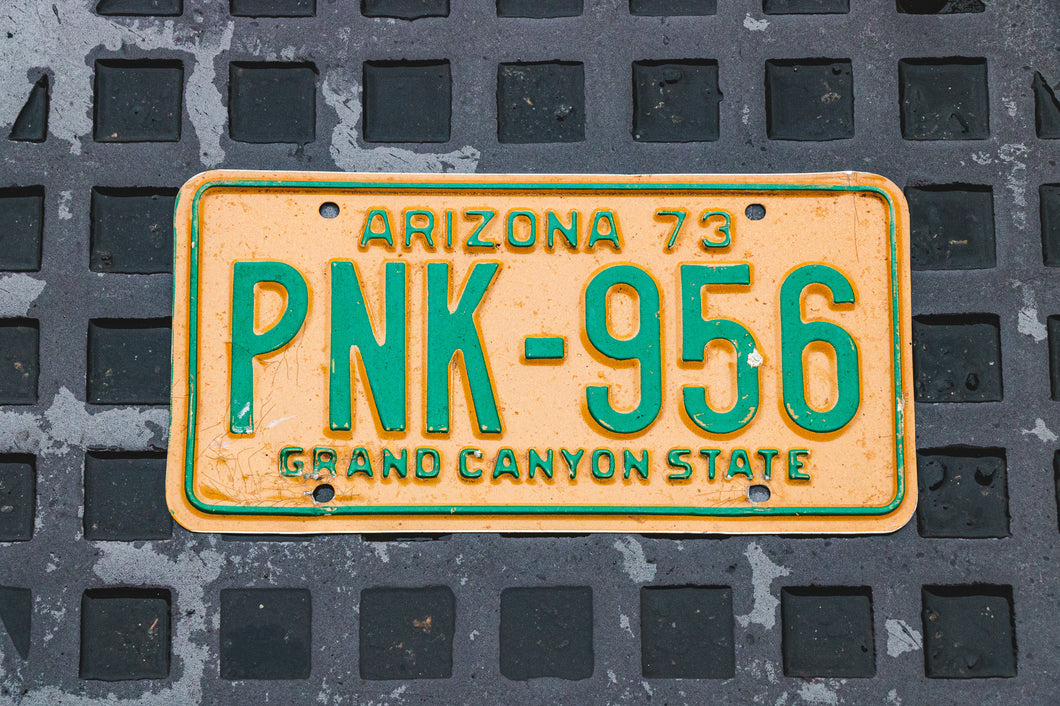 ARIZONA 73
PNK-956
GRAND CANYON STATE